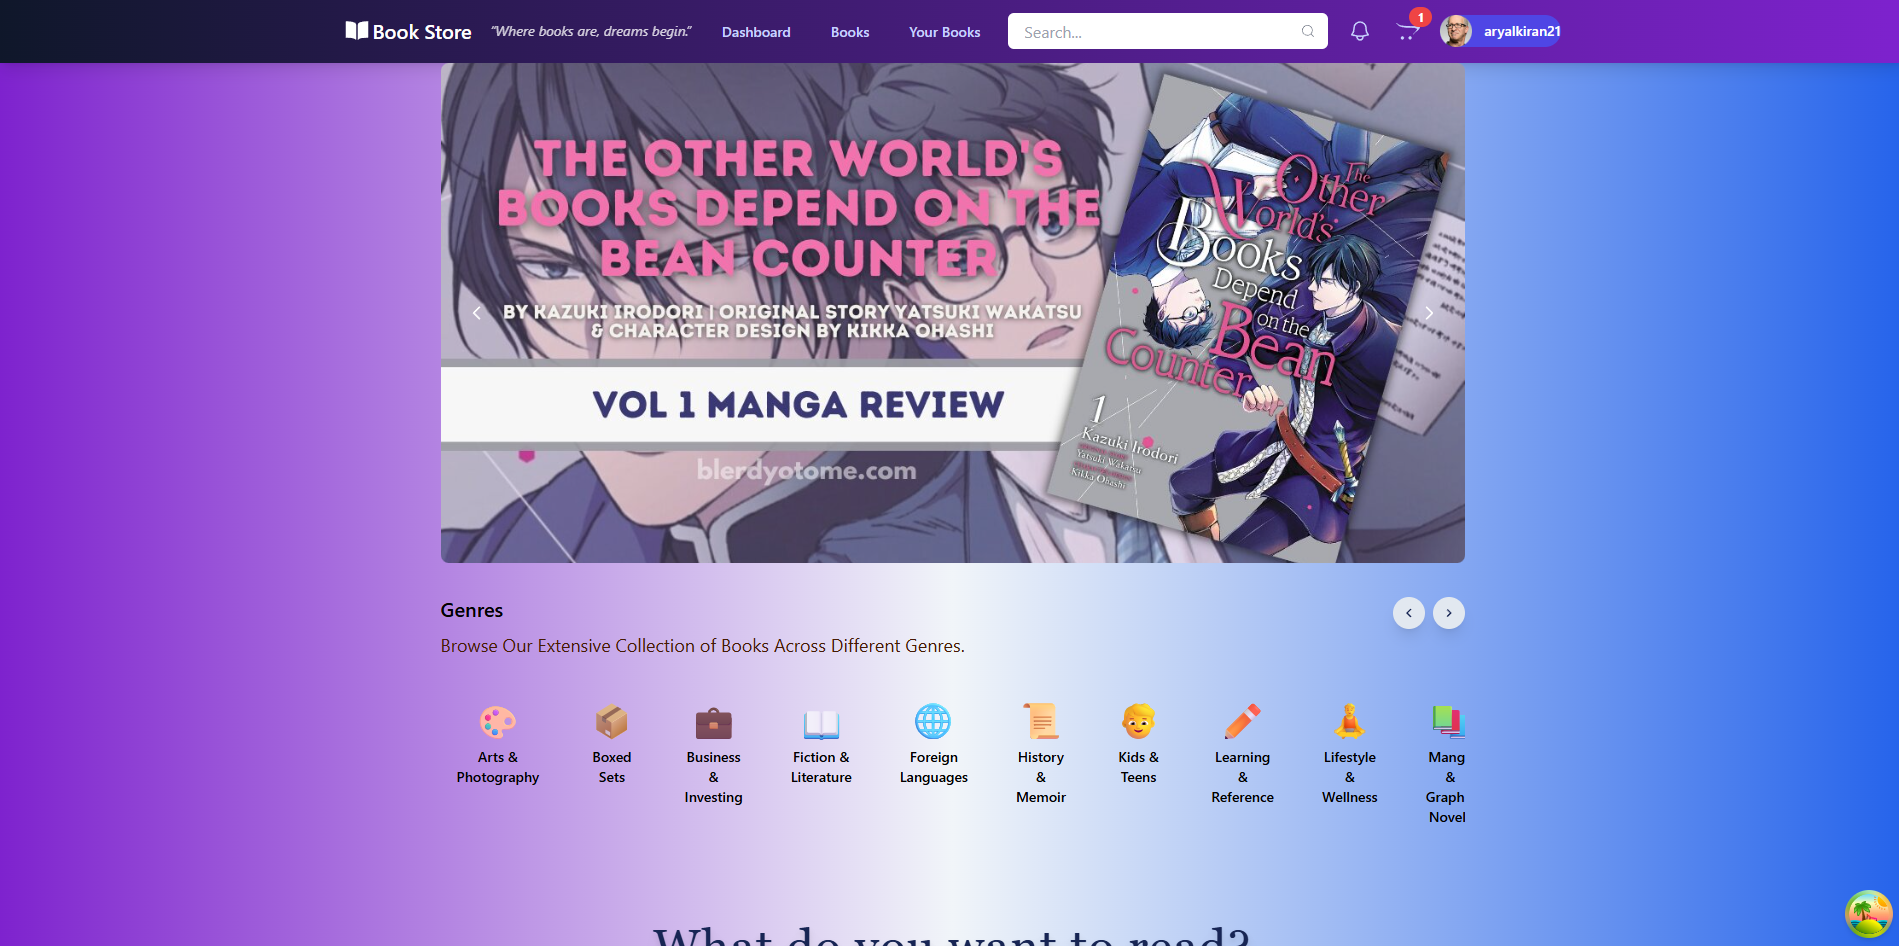 Book Store
"Where books are, dreams begin."
Dashboard
Books
Your Books
Search...
1
aryalkiran21
THE OTHER WORLD'S
BOOKS DEPEND ON THE
BEAN COUNTER
BY KAZUKI IRODORI | ORIGINAL STORY YATSUKI WAKATSU
& CHARACTER DESIGN BY KIKKA OHASHI
VOL 1 MANGA REVIEW
blerdyotome.com
The
Other
World's
Books
Depend
on the
Bean
Counter
1
Kazuki Irodori
Yatsuki Wakatsu
Kikka Ohashi
Genres
Browse Our Extensive Collection of Books Across Different Genres.
Arts &
Photography
Boxed
Sets
Business
&
Investing
Fiction &
Literature
Foreign
Languages
History
&
Memoir
Kids &
Teens
Learning
&
Reference
Lifestyle
&
Wellness
Mang
&
Graph
Novel
What do you want to read?